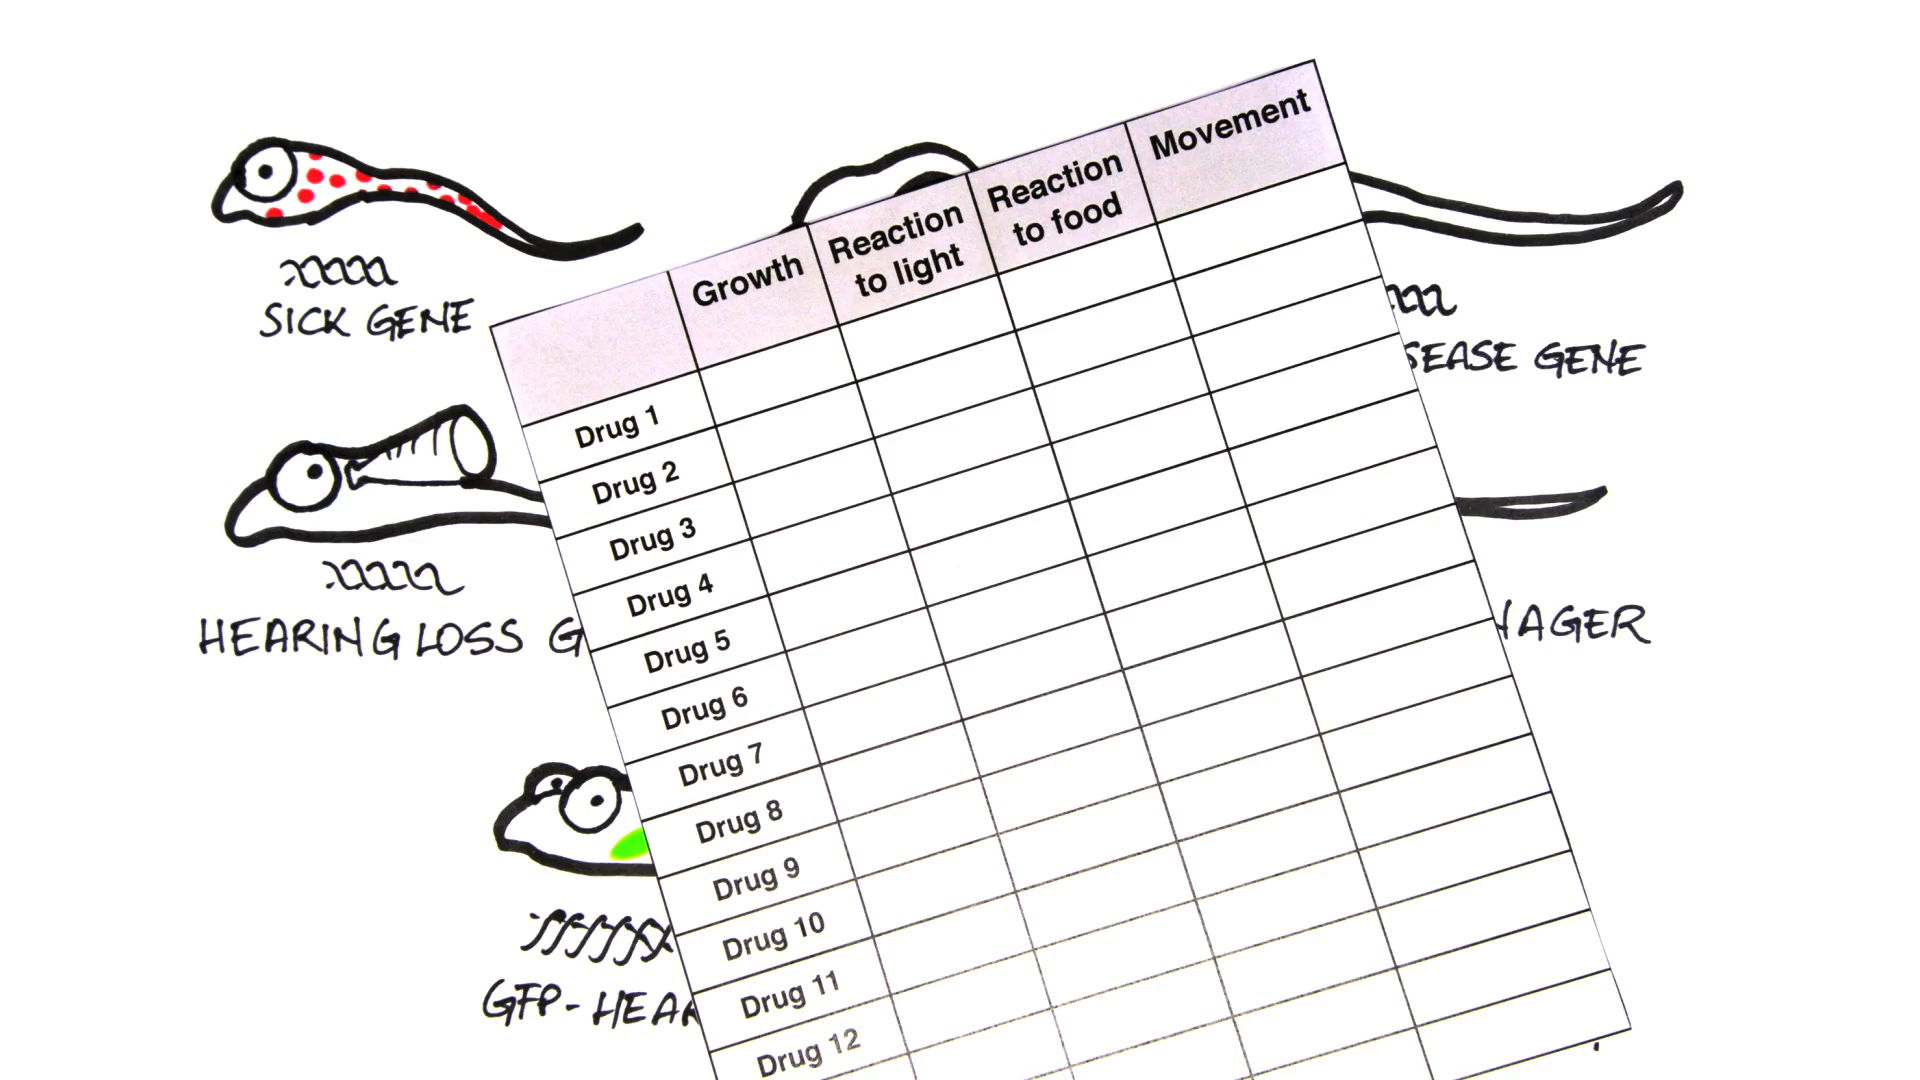 SICK GENE
HEARING LOSS G
GFP-HEAR
SEASE GENE
NAGER
Growth
Reaction
to light
Reaction
to food
Movement
Drug 1
Drug 2
Drug 3
Drug 4
Drug 5
Drug 6
Drug 7
Drug 8
Drug 9
Drug 10
Drug 11
Drug 12